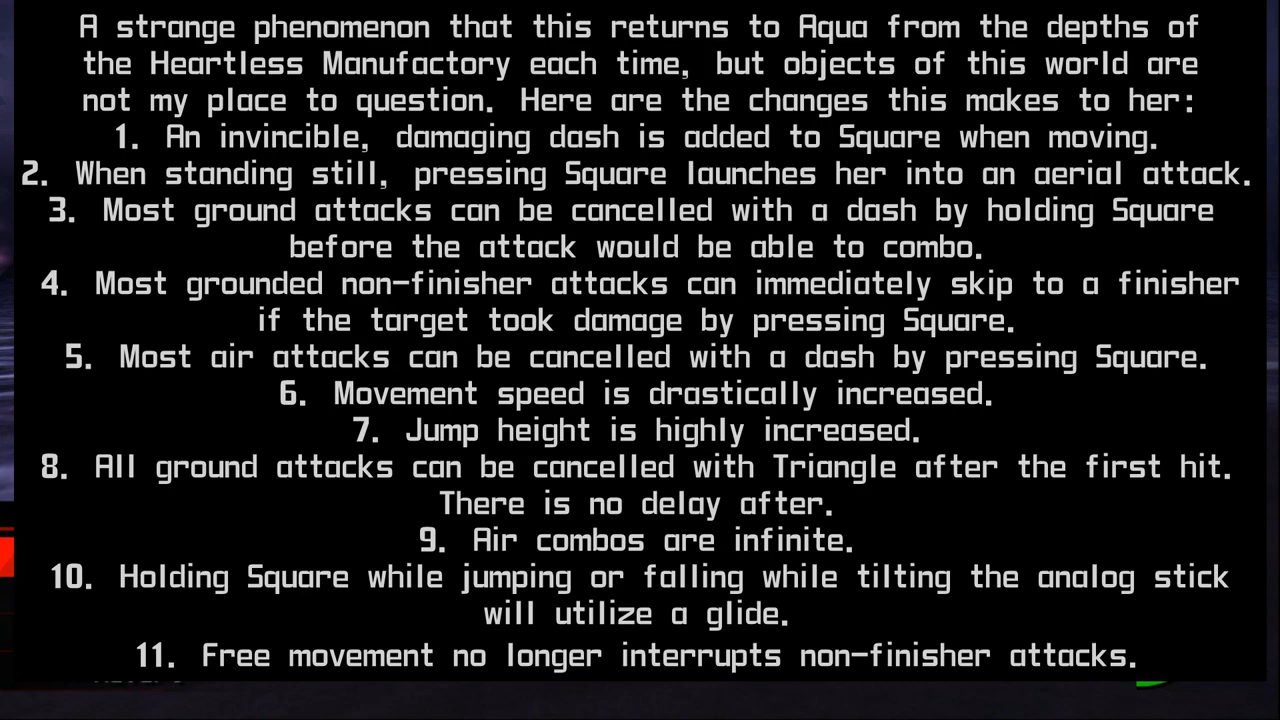 A strange phenomenon that this returns to Aqua from the depths of
the Heartless Manufactory each time, but objects of this world are
not my place to question. Here are the changes this makes to her:
1. An invincible, damaging dash is added to Square when moving.
2. When standing still, pressing Square launches her into an aerial attack.
3. Most ground attacks can be cancelled with a dash by holding Square
before the attack would be able to combo.
4. Most grounded non-finisher attacks can immediately skip to a finisher
if the target took damage by pressing Square.
5. Most air attacks can be cancelled with a dash by pressing Square.
6. Movement speed is drastically increased.
7. Jump height is highly increased.
8. All ground attacks can be cancelled with Triangle after the first hit.
There is no delay after.
9. Air combos are infinite.
10. Holding Square while jumping or falling while tilting the analog stick
will utilize a glide.
11. Free movement no longer interrupts non-finisher attacks.